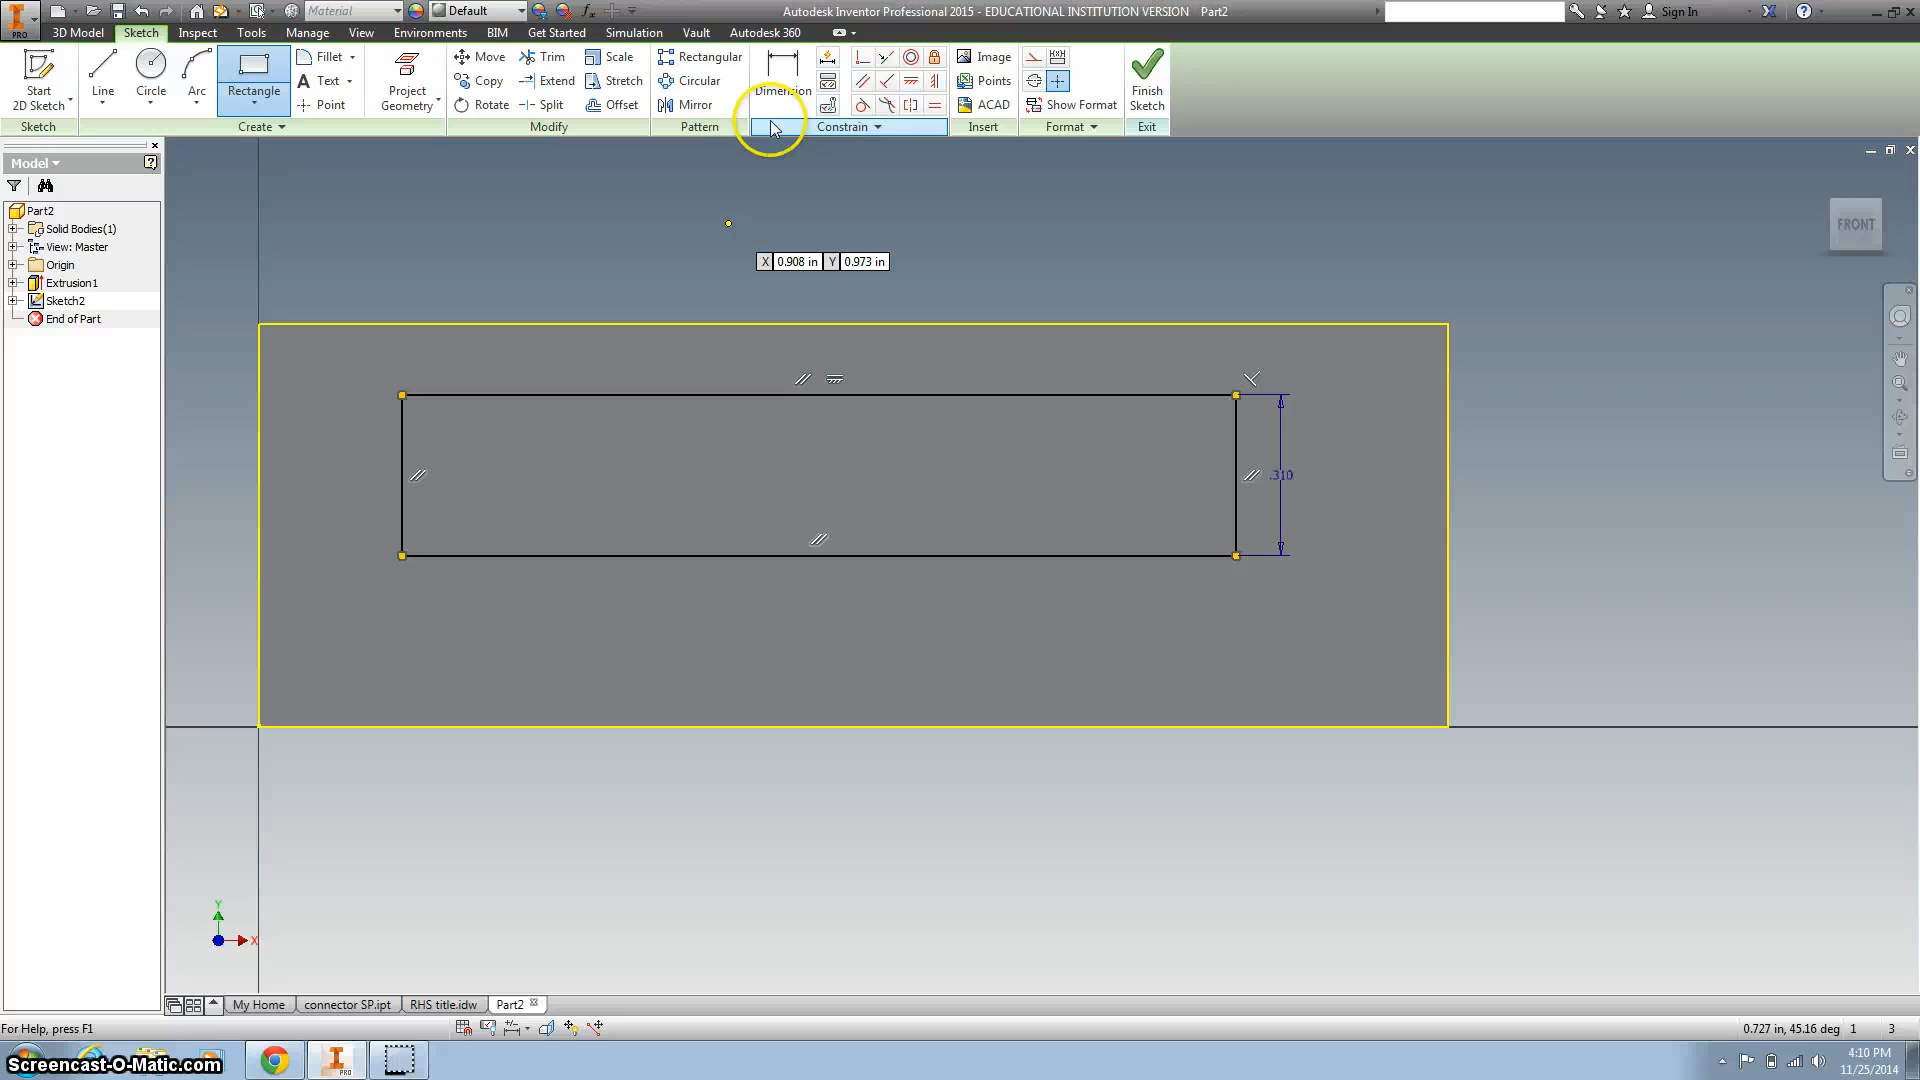 Material
Default
Autodesk Inventor Professional 2015 - EDUCATIONAL INSTITUTION VERSION Part2
Sign In
PRO
3D Model Sketch Inspect Tools Manage View Environments BIM Get Started Simulation Vault Autodesk 360
Start
2D Sketch
Line
Circle
Arc
Rectangle
Fillet
Text
Point
Project
Geometry
Move
Copy
Rotate
Trim
Extend
Split
Scale
Stretch
Offset
Rectangular
Circular
Mirror
Dimension
Image
Points
ACAD
Show Format
Finish
Sketch
Sketch Create Modify Pattern Constrain Insert Format Exit
Model
Part2
Solid Bodies(1)
View: Master
Origin
Extrusion1
Sketch2
End of Part
X 0.908 in Y 0.973 in
FRONT
.310
Y
X
My Home connector SP.ipt RHS title.idw Part2
For Help, press F1
0.727 in, 45.16 deg 1 3
PRO
Screencast-O-Matic.com
4:10 PM
11/25/2014